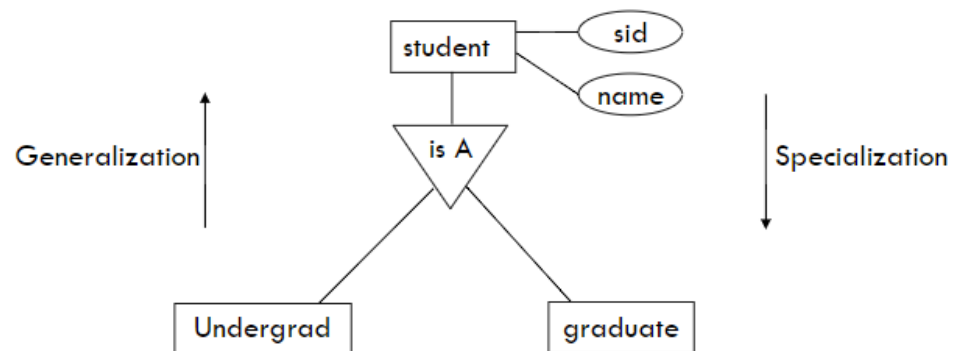 sid
student
name
is A
Generalization
Specialization
Undergrad
graduate